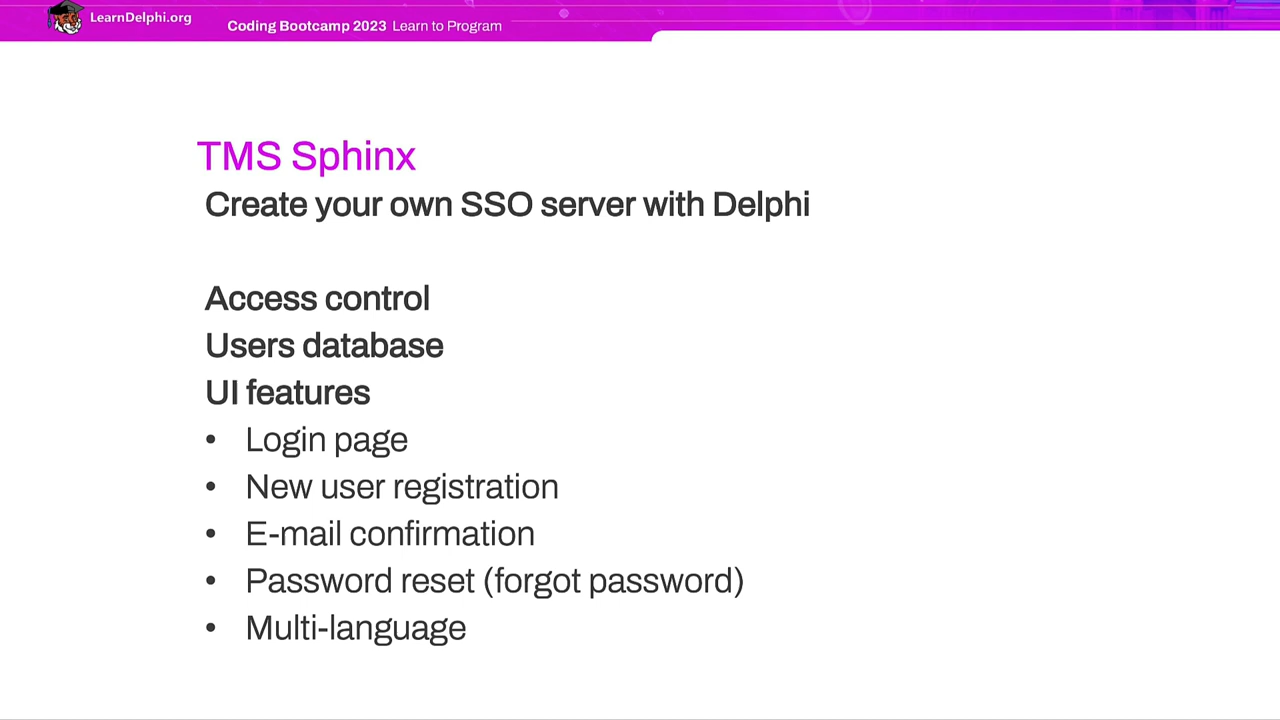 LearnDelphi.org
Coding Bootcamp 2023 Learn to Program
TMS Sphinx
Create your own SSO server with Delphi
Access control
Users database
UI features
• Login page
• New user registration
• E-mail confirmation
• Password reset (forgot password)
• Multi-language